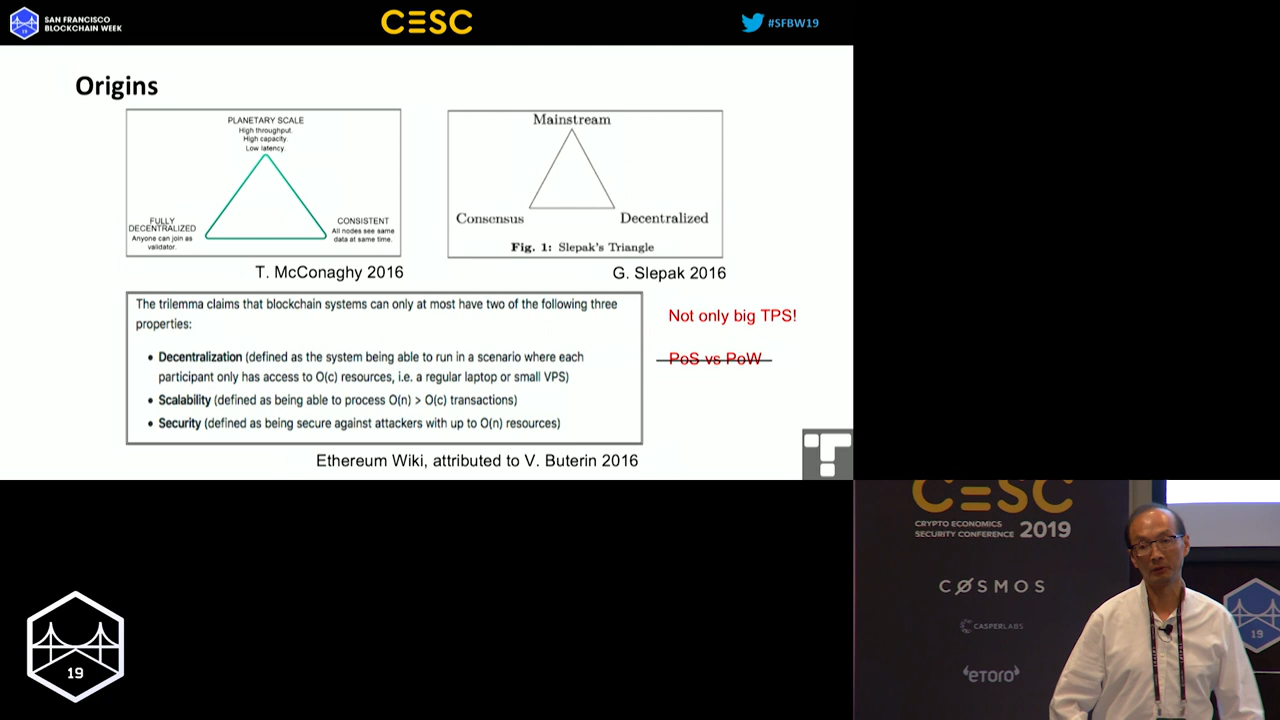 SAN FRANCISCO
BLOCKCHAIN WEEK
19
CESC
#SFBW19
Origins
PLANETARY SCALE
High throughput.
High capacity.
Low latency.
FULLY
DECENTRALIZED
Anyone can join as
validator.
CONSISTENT
All nodes see same
data at same time.
T. McConaghy 2016
Mainstream
Consensus
Decentralized
Fig. 1: Slepak's Triangle
G. Slepak 2016
The trilemma claims that blockchain systems can only at most have two of the following three
properties:
• Decentralization (defined as the system being able to run in a scenario where each
participant only has access to O(c) resources, i.e. a regular laptop or small VPS)
• Scalability (defined as being able to process O(n) > O(c) transactions)
• Security (defined as being secure against attackers with up to O(n) resources)
Ethereum Wiki, attributed to V. Buterin 2016
Not only big TPS!
PoS vs PoW
19
CESC
CRYPTO ECONOMICS
SECURITY CONFERENCE 2019
COSMOS
CASPERLABS
eTORO
19